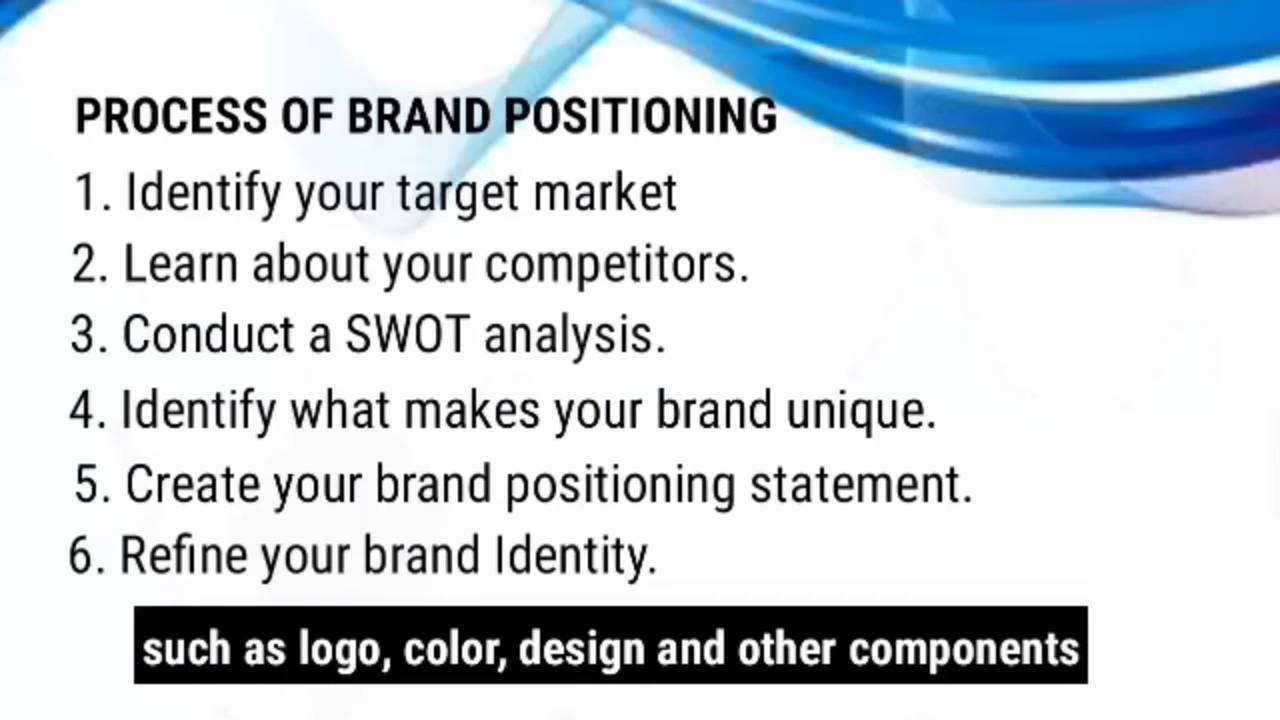 PROCESS OF BRAND POSITIONING
1. Identify your target market
2. Learn about your competitors.
3. Conduct a SWOT analysis.
4. Identify what makes your brand unique.
5. Create your brand positioning statement.
6. Refine your brand Identity.
such as logo, color, design and other components